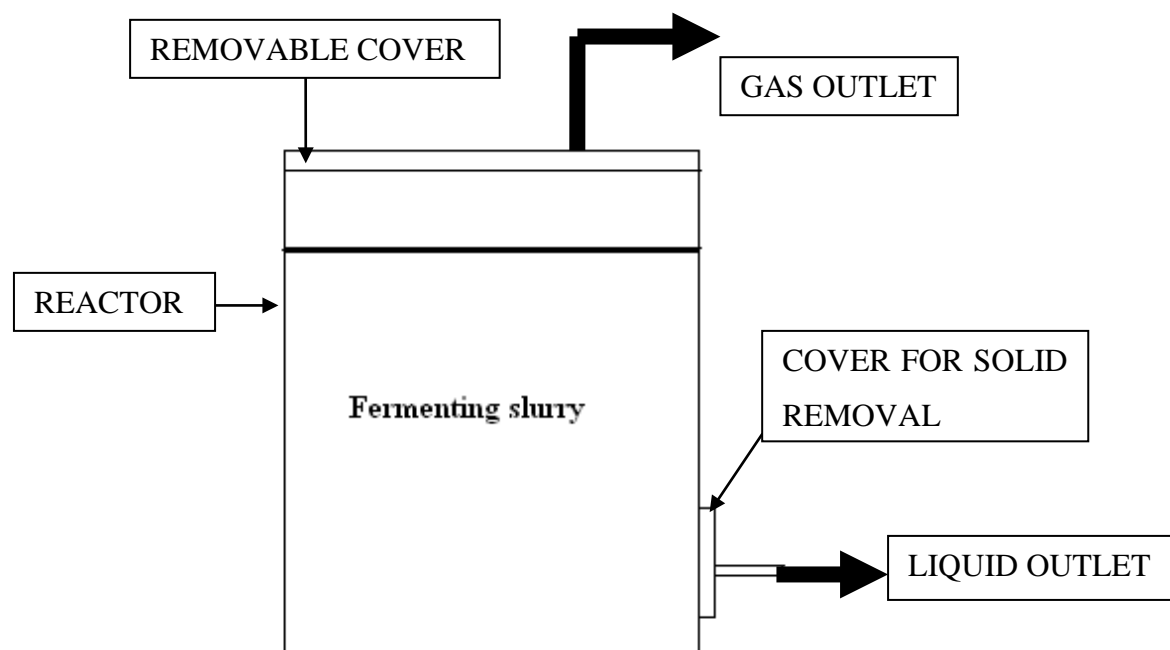 REMOVABLE COVER
GAS OUTLET
REACTOR
COVER FOR SOLID
REMOVAL
Fermenting slurry
LIQUID OUTLET